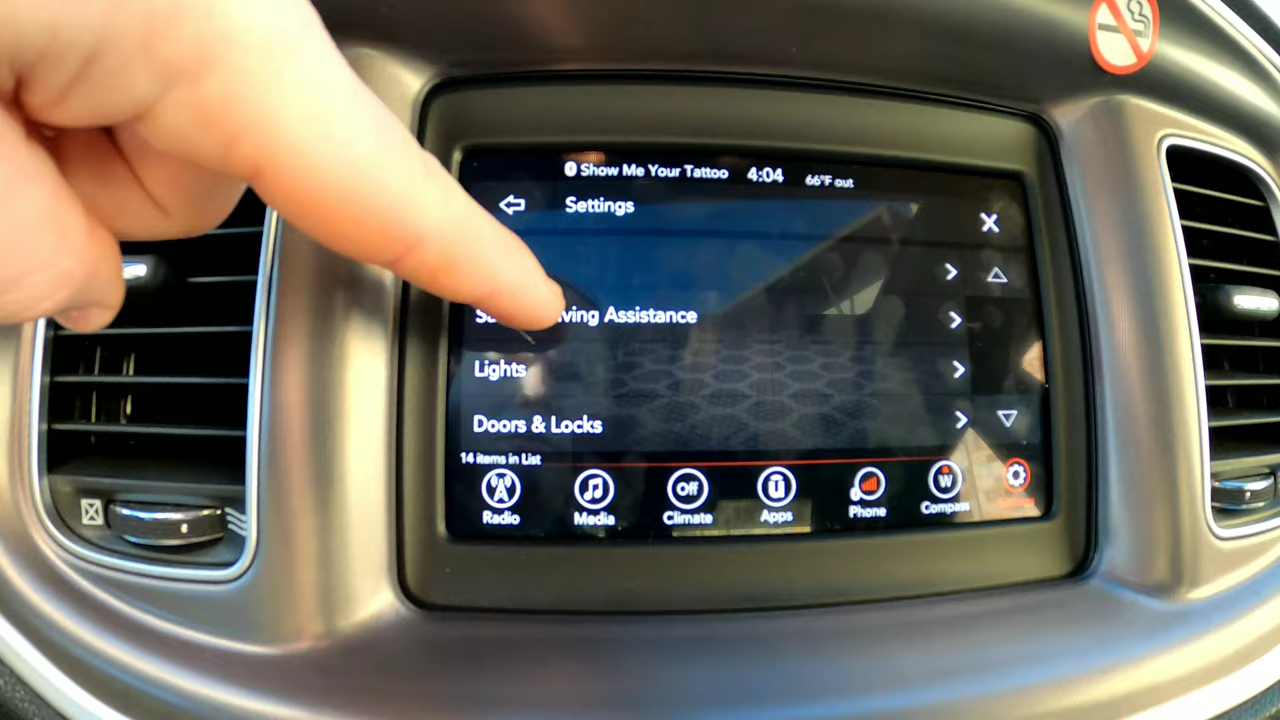 Show Me Your Tattoo 4:04 66°F out
Settings
Assistance
Lights
Doors & Locks
14 items in List
Off
W
Radio Media Climate Apps Phone Compass